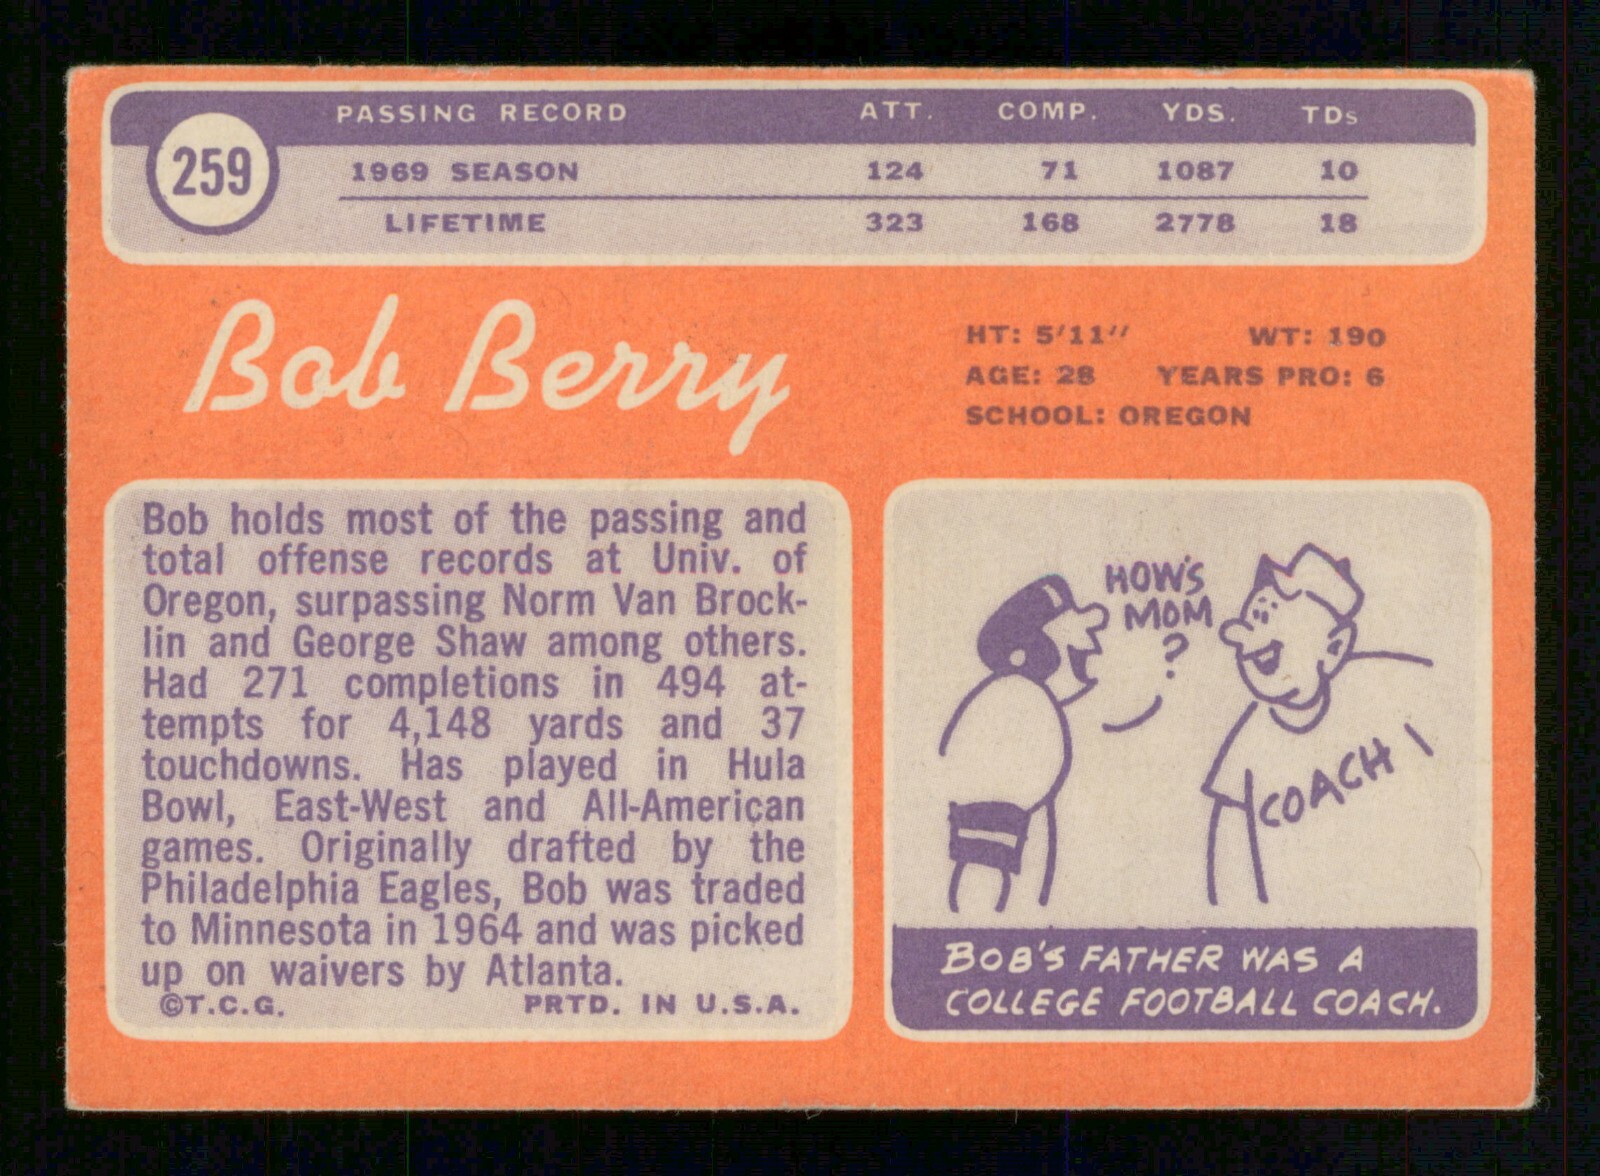 PASSING RECORD ATT. COMP. YDS. TDs
259
1969 SEASON 124 71 1087 10
LIFETIME 323 168 2778 18
Bob Berry
HT: 5'11" WT: 190
AGE: 28 YEARS PRO: 6
SCHOOL: OREGON
Bob holds most of the passing and
total offense records at Univ. of
Oregon, surpassing Norm Van Brock-
lin and George Shaw among others.
Had 271 completions in 494 at-
tempts for 4,148 yards and 37
touchdowns. Has played in Hula
Bowl, East-West and All-American
games. Originally drafted by the
Philadelphia Eagles, Bob was traded
to Minnesota in 1964 and was picked
up on waivers by Atlanta.
©T.C.G. PRTD. IN U.S.A.
HOW'S
MOM
?
COACH
BOB'S FATHER WAS A
COLLEGE FOOTBALL COACH.